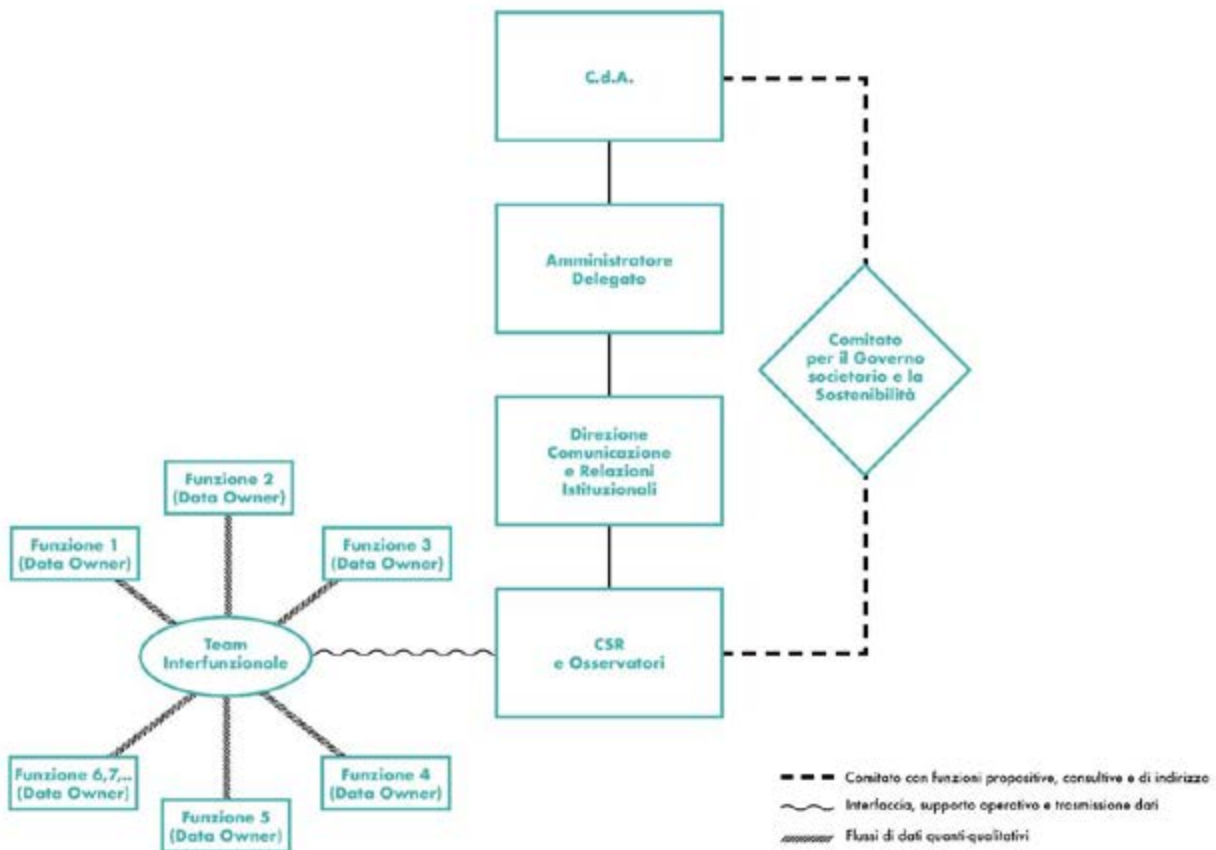 C.d.A.
Amministratore
Delegato
Comitato
per il Governo
societario e la
Sostenibilità
Direzione
Comunicazione
e Relazioni
Istituzionali
Funzione 2
(Data Owner)
Funzione 1
(Data Owner)
Funzione 3
(Data Owner)
Team
Interfunzionale
CSR
e Osservatori
Funzione 6,7,..
(Data Owner)
Funzione 4
(Data Owner)
Funzione 5
(Data Owner)
Comitato con funzioni propositive, consultive e di indirizzo
Interfaccia, supporto operativo e trasmissione dati
Flussi di dati quanti-qualitativi